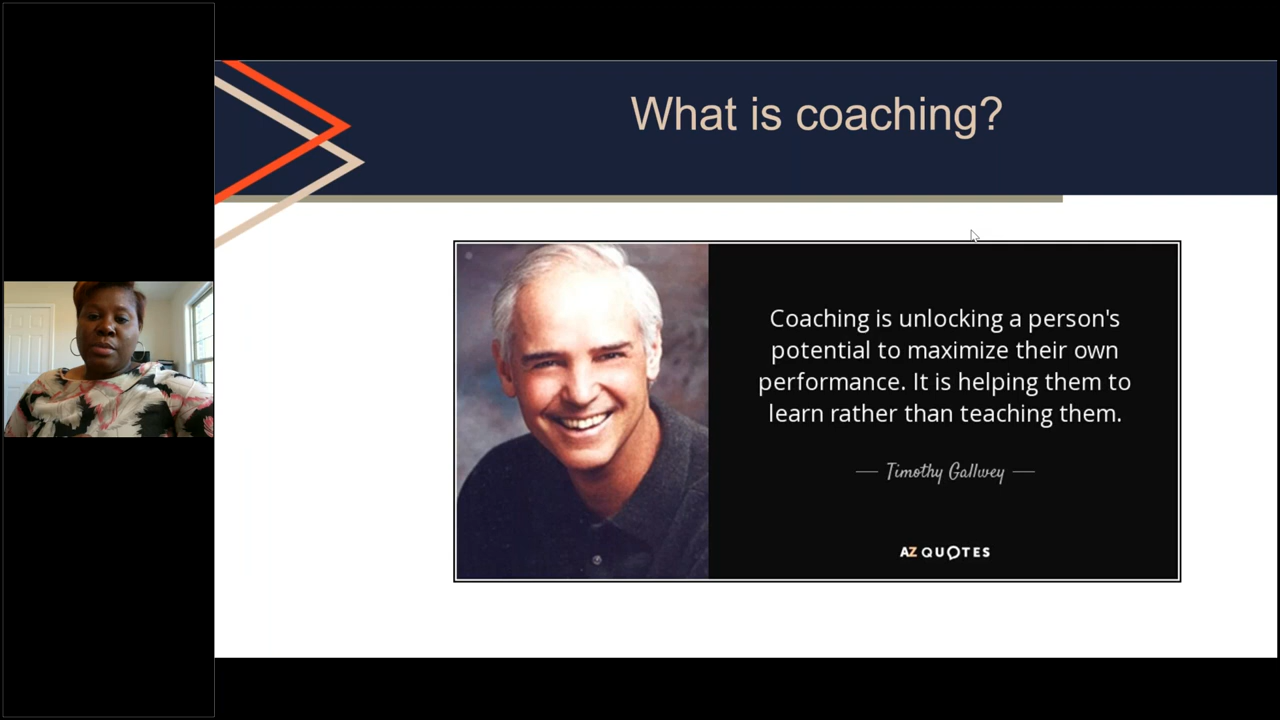 What is coaching?
Coaching is unlocking a person's
potential to maximize their own
performance. It is helping them to
learn rather than teaching them.
Timothy Gallwey
AZ QUOTES